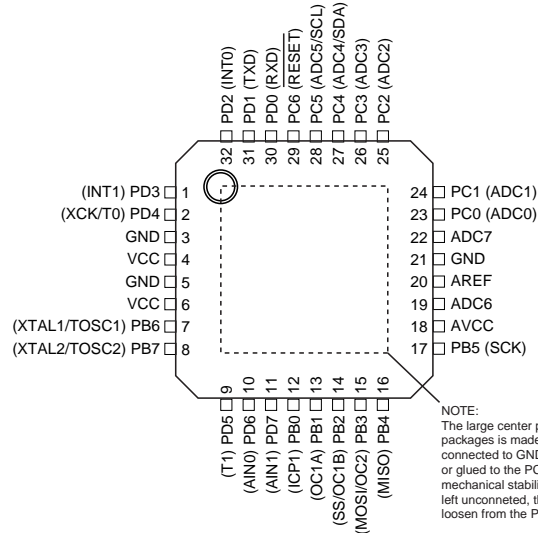 PD2 (INT0)
PD1 (TXD)
PD0 (RXD)
PC6 (RESET)
PC5 (ADC5/SCL)
PC4 (ADC4/SDA)
PC3 (ADC3)
PC2 (ADC2)
32
31
30
29
28
27
26
25
(INT1) PD3 1
(XCK/T0) PD4 2
GND 3
VCC 4
GND 5
VCC 6
(XTAL1/TOSC1) PB6 7
(XTAL2/TOSC2) PB7 8
24 PC1 (ADC1)
23 PC0 (ADC0)
22 ADC7
21 GND
20 AREF
19 ADC6
18 AVCC
17 PB5 (SCK)
9
10
11
12
13
14
15
16
(T1) PD5
(AIN0) PD6
(AIN1) PD7
(ICP1) PB0
(OC1A) PB1
(SS/OC1B) PB2
(MOSI/OC2) PB3
(MISO) PB4
NOTE:
The large center p
packages is made
connected to GND
or glued to the PC
mechanical stabili
left unconneted, t
loosen from the P